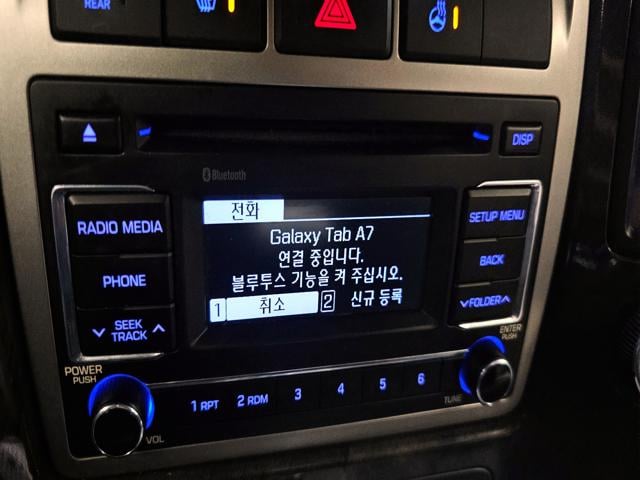 REAR
DISP
Bluetooth
전화
RADIO MEDIA
SETUP MENU
Galaxy Tab A7
연결 중입니다.
블루투스 기능을 켜 주십시오.
PHONE
BACK
1 취소 2 신규 등록
FOLDER
SEEK
TRACK
POWER
PUSH
ENTER
PUSH
1 RPT 2 RDM 3 4 5 6
VOL
TUNE